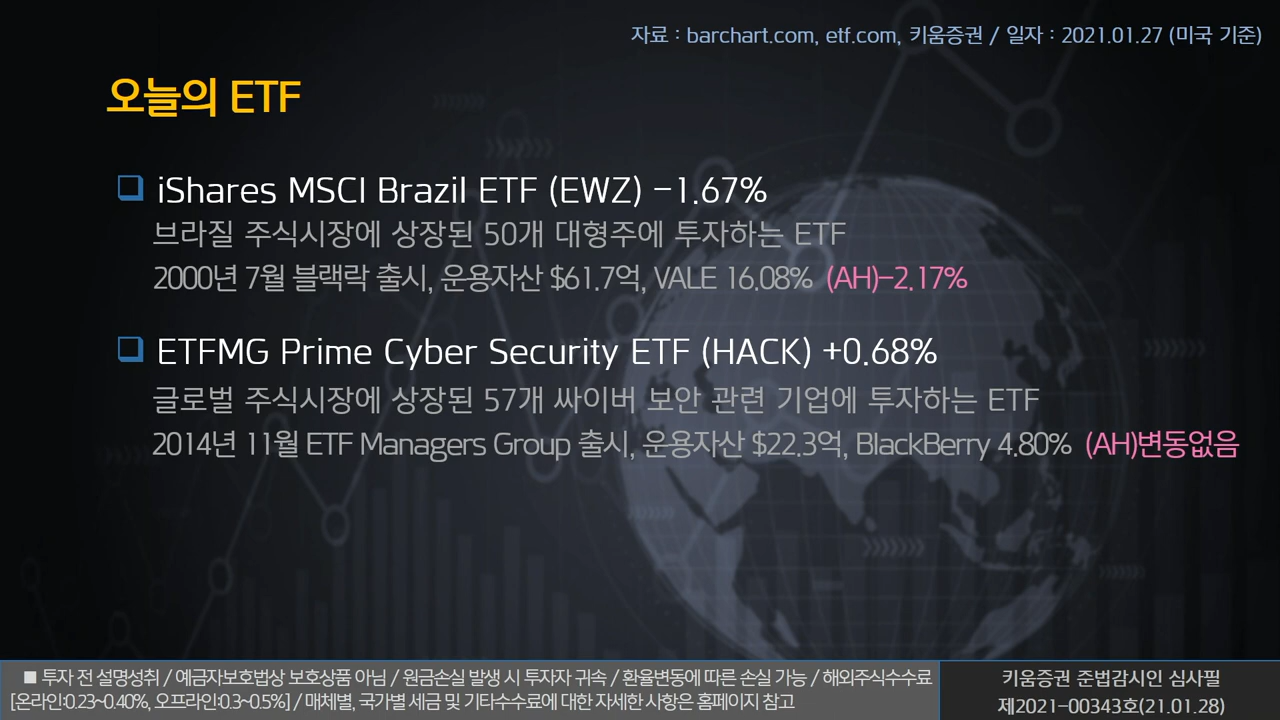 자료 : barchart.com, etf.com, 키움증권 / 일자 : 2021.01.27 (미국 기준)
오늘의 ETF
❑ iShares MSCI Brazil ETF (EWZ) -1.67%
브라질 주식시장에 상장된 50개 대형주에 투자하는 ETF
2000년 7월 블랙락 출시, 운용자산 $61.7억, VALE 16.08% (AH)-2.17%
❑ ETFMG Prime Cyber Security ETF (HACK) +0.68%
글로벌 주식시장에 상장된 57개 싸이버 보안 관련 기업에 투자하는 ETF
2014년 11월 ETF Managers Group 출시, 운용자산 $22.3억, BlackBerry 4.80% (AH)변동없음
■ 투자 전 설명성취 / 예금자보호법상 보호상품 아님 / 원금손실 발생 시 투자자 귀속 / 환율변동에 따른 손실 가능 / 해외주식수수료
[온라인:0.23~0.40%, 오프라인:0.3~0.5%] / 매체별, 국가별 세금 및 기타수수료에 대한 자세한 사항은 홈페이지 참고
키움증권 준법감시인 심사필
제2021-00343호(21.01.28)